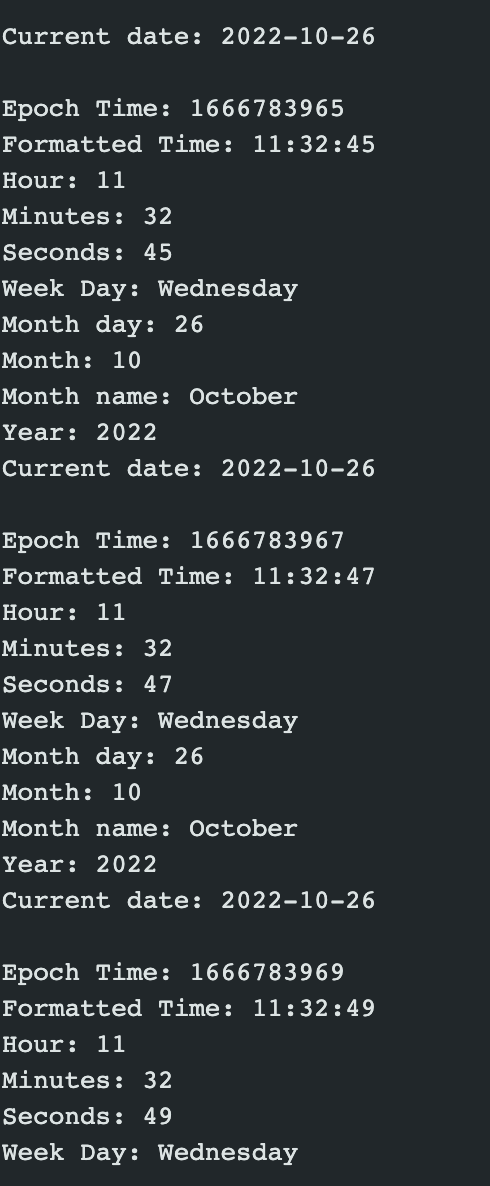 Current date: 2022-10-26
Epoch Time: 1666783965
Formatted Time: 11:32:45
Hour: 11
Minutes: 32
Seconds: 45
Week Day: Wednesday
Month day: 26
Month: 10
Month name: October
Year: 2022
Current date: 2022-10-26
Epoch Time: 1666783967
Formatted Time: 11:32:47
Hour: 11
Minutes: 32
Seconds: 47
Week Day: Wednesday
Month day: 26
Month: 10
Month name: October
Year: 2022
Current date: 2022-10-26
Epoch Time: 1666783969
Formatted Time: 11:32:49
Hour: 11
Minutes: 32
Seconds: 49
Week Day: Wednesday